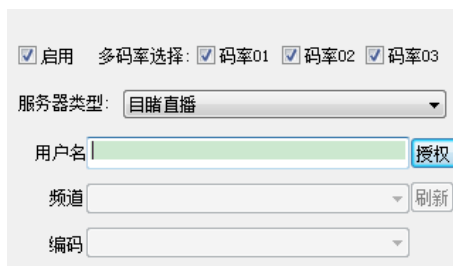 启用 多码率选择: 码率01 码率02 码率03
服务器类型: 目睹直播
用户名 授权
频道 刷新
编码